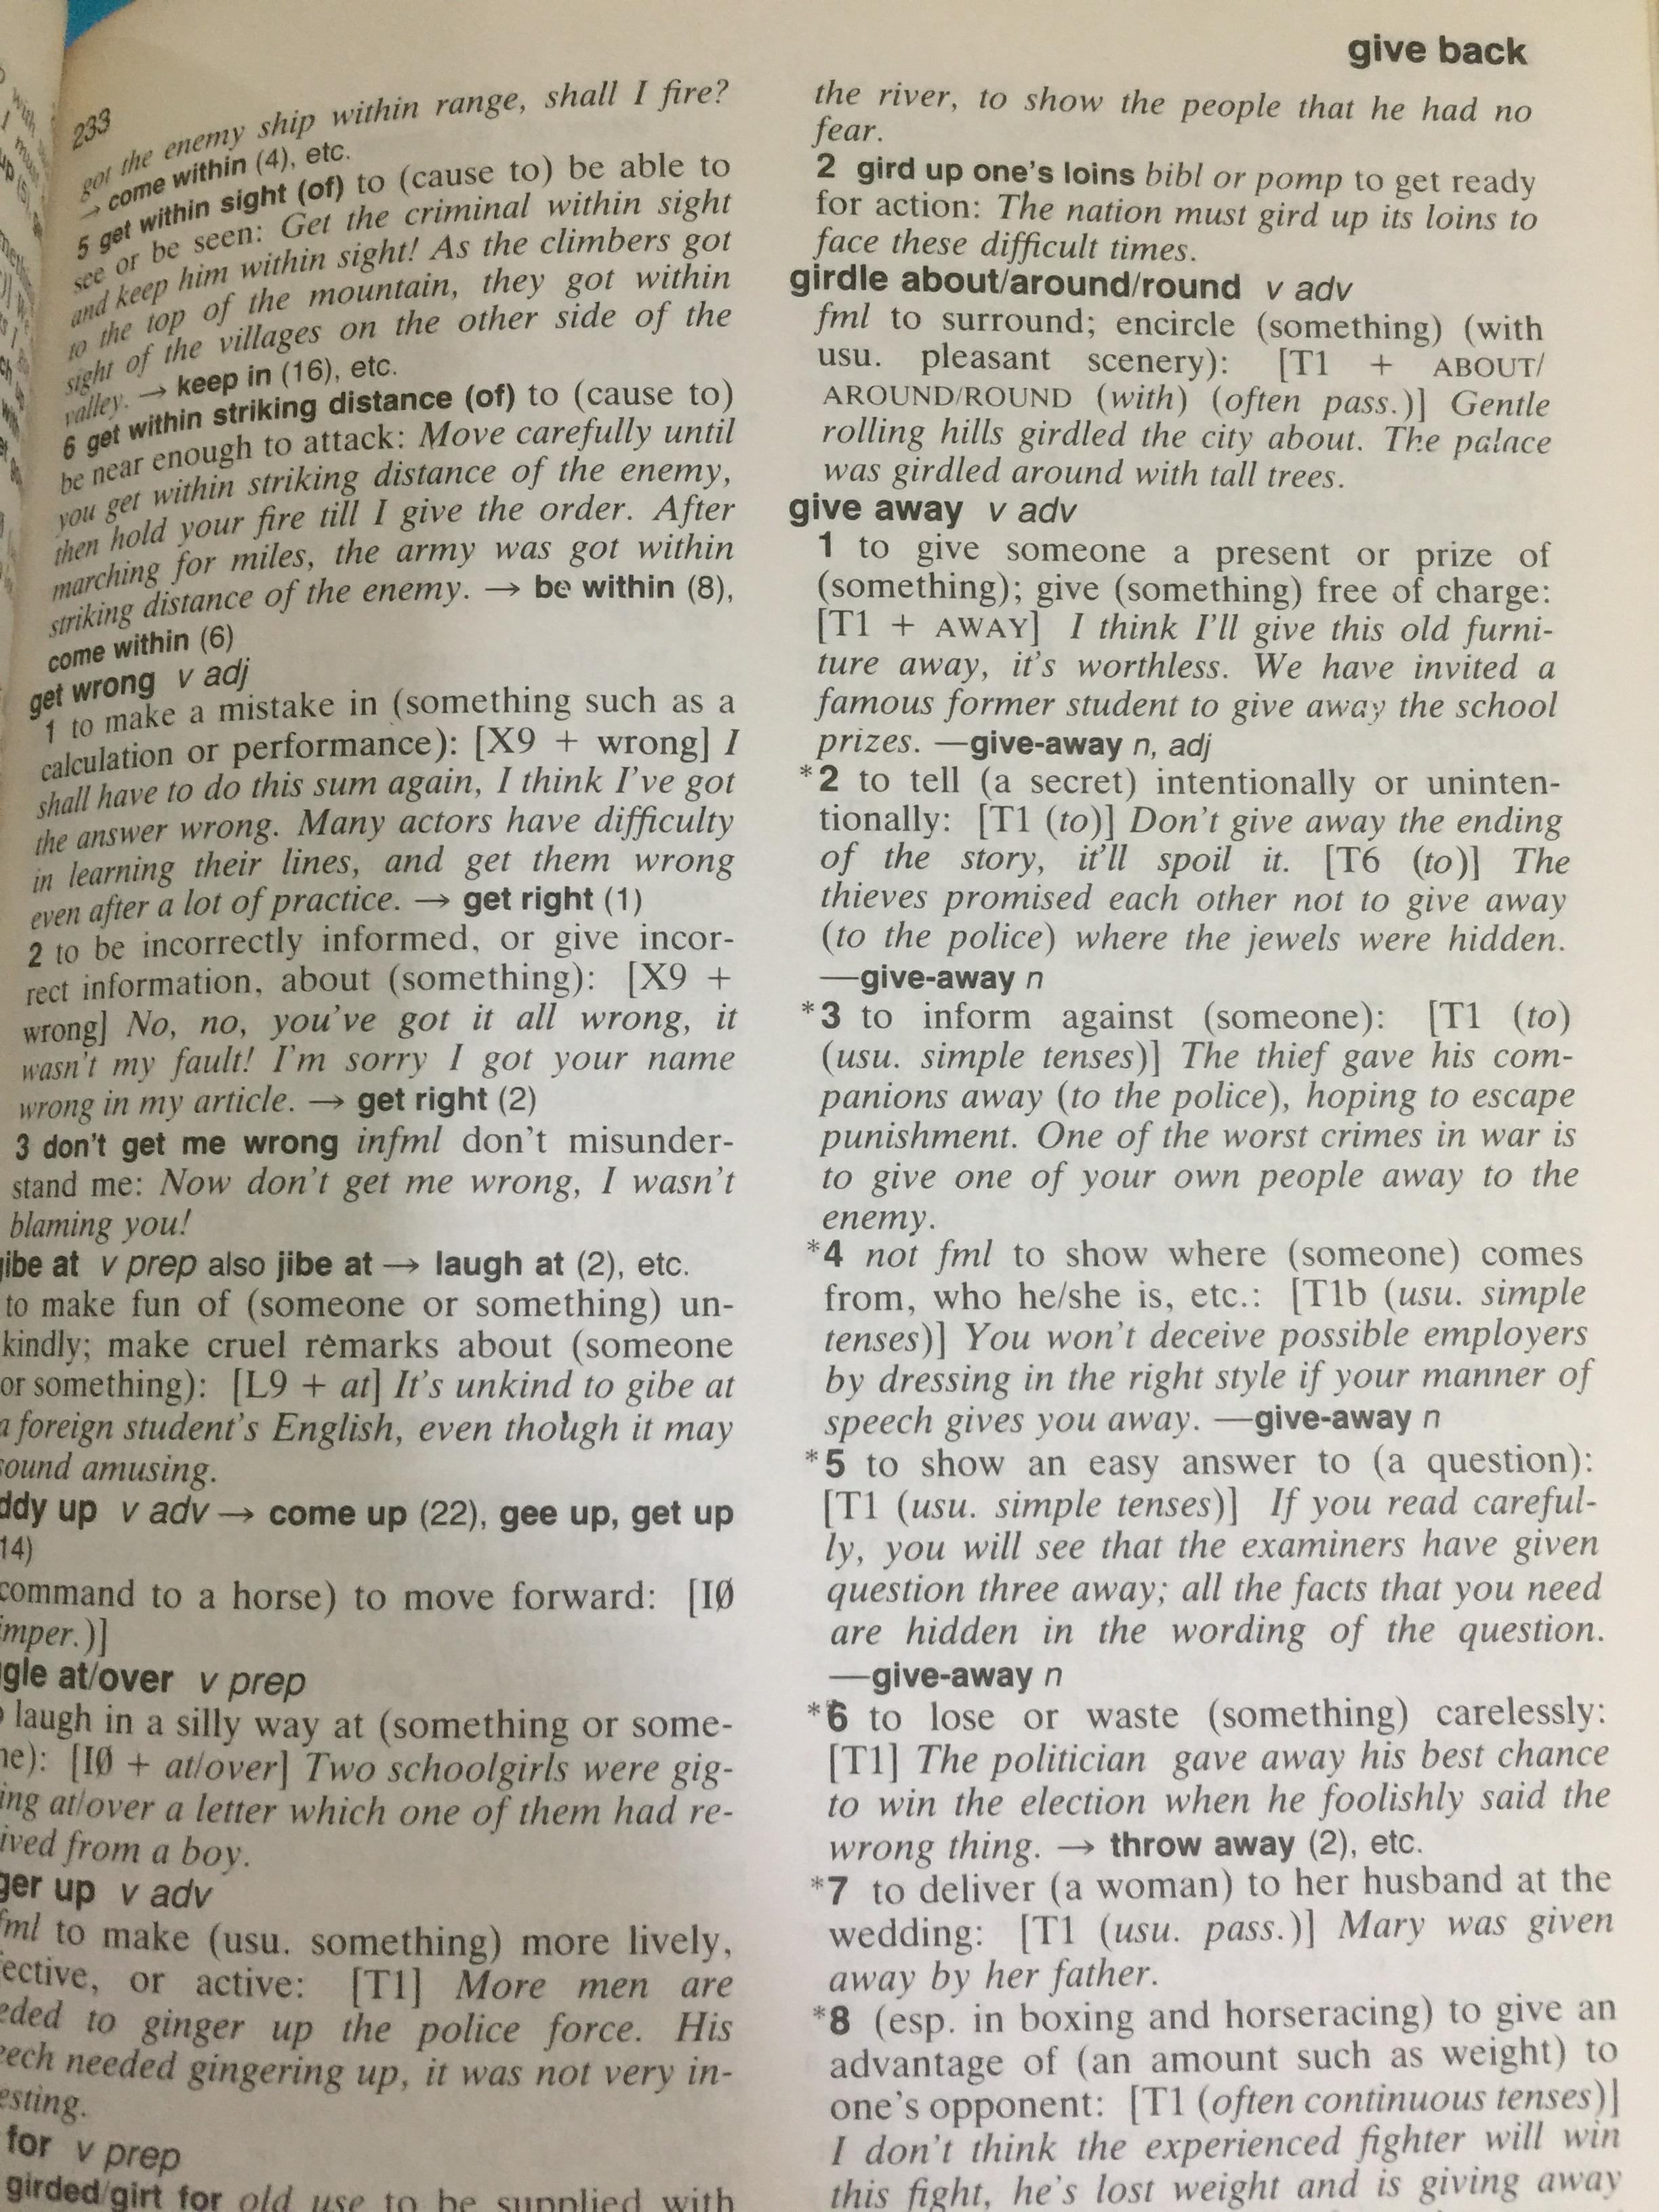 233
got the enemy ship within range, shall I fire?
→ come within (4), etc.
5 get within sight (of) to (cause to) be able to
see or be seen: Get the criminal within sight
and keep him within sight! As the climbers got
to the top of the mountain, they got within
sight of the villages on the other side of the
valley. → keep in (16), etc.
6 get within striking distance (of) to (cause to)
be near enough to attack: Move carefully until
you get within striking distance of the enemy,
then hold your fire till I give the order. After
marching for miles, the army was got within
striking distance of the enemy. → be within (8),
come within (6)
get wrong v adj
1 to make a mistake in (something such as a
calculation or performance): [X9 + wrong] I
shall have to do this sum again, I think I've got
the answer wrong. Many actors have difficulty
in learning their lines, and get them wrong
even after a lot of practice. → get right (1)
2 to be incorrectly informed, or give incor-
rect information, about (something): [X9 +
wrong] No, no, you've got it all wrong, it
wasn't my fault! I'm sorry I got your name
wrong in my article. → get right (2)
3 don't get me wrong infml don't misunder-
stand me: Now don't get me wrong, I wasn't
blaming you!
gibe at v prep also jibe at → laugh at (2), etc.
to make fun of (someone or something) un-
kindly; make cruel remarks about (someone
or something): [L9 + at] It's unkind to gibe at
a foreign student's English, even though it may
sound amusing.
ddy up v adv → come up (22), gee up, get up
14)
command to a horse) to move forward: [IØ
mper.)]
gle at/over v prep
laugh in a silly way at (something or some-
ne): [IØ + at/over] Two schoolgirls were gig-
ing at/over a letter which one of them had re-
ived from a boy.
ger up v adv
fml to make (usu. something) more lively,
ective, or active: [T1] More men are
eded to ginger up the police force. His
eech needed gingering up, it was not very in-
esting.
for v prep
girded/girt for old use to be supplied with
give back
the river, to show the people that he had no
fear.
2 gird up one's loins bibl or pomp to get ready
for action: The nation must gird up its loins to
face these difficult times.
girdle about/around/round v adv
fml to surround; encircle (something) (with
usu. pleasant scenery): [T1 + ABOUT/
AROUND/ROUND (with) (often pass.)] Gentle
rolling hills girdled the city about. The palace
was girdled around with tall trees.
give away v adv
1 to give someone a present or prize of
(something); give (something) free of charge:
[T1 + AWAY] I think I'll give this old furni-
ture away, it's worthless. We have invited a
famous former student to give away the school
prizes. —give-away n, adj
*2 to tell (a secret) intentionally or uninten-
tionally: [T1 (to)] Don't give away the ending
of the story, it'll spoil it. [T6 (to)] The
thieves promised each other not to give away
(to the police) where the jewels were hidden.
—give-away n
*3 to inform against (someone): [T1 (to)
(usu. simple tenses)] The thief gave his com-
panions away (to the police), hoping to escape
punishment. One of the worst crimes in war is
to give one of your own people away to the
enemy.
*4 not fml to show where (someone) comes
from, who he/she is, etc.: [T1b (usu. simple
tenses)] You won't deceive possible employers
by dressing in the right style if your manner of
speech gives you away. —give-away n
*5 to show an easy answer to (a question):
[T1 (usu. simple tenses)] If you read careful-
ly, you will see that the examiners have given
question three away; all the facts that you need
are hidden in the wording of the question.
—give-away n
*6 to lose or waste (something) carelessly:
[T1] The politician gave away his best chance
to win the election when he foolishly said the
wrong thing. → throw away (2), etc.
*7 to deliver (a woman) to her husband at the
wedding: [T1 (usu. pass.)] Mary was given
away by her father.
*8 (esp. in boxing and horseracing) to give an
advantage of (an amount such as weight) to
one's opponent: [T1 (often continuous tenses)]
I don't think the experienced fighter will win
this fight, he's lost weight and is giving away